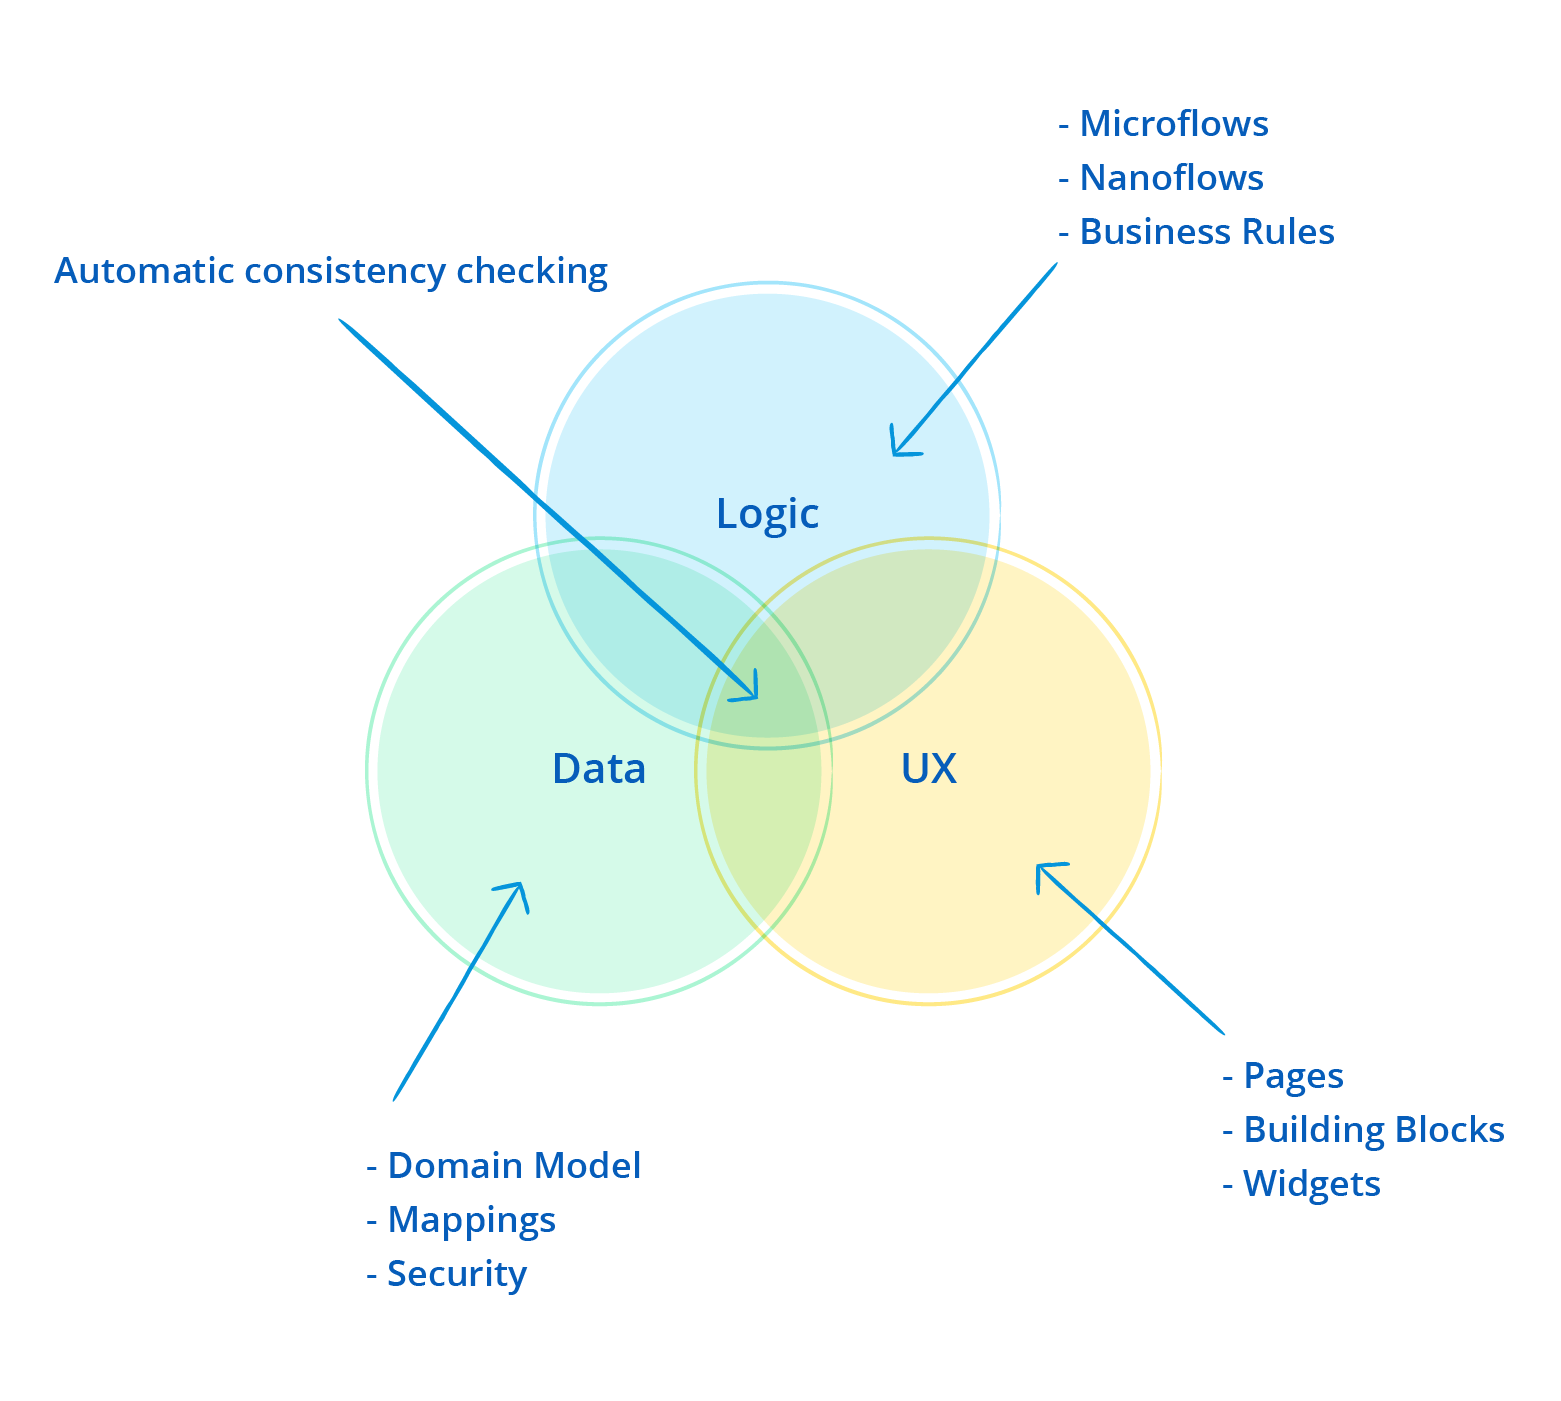 - Microflows
- Nanoflows
- Business Rules
Automatic consistency checking
Logic
Data
UX
- Pages
- Building Blocks
- Widgets
- Domain Model
- Mappings
- Security